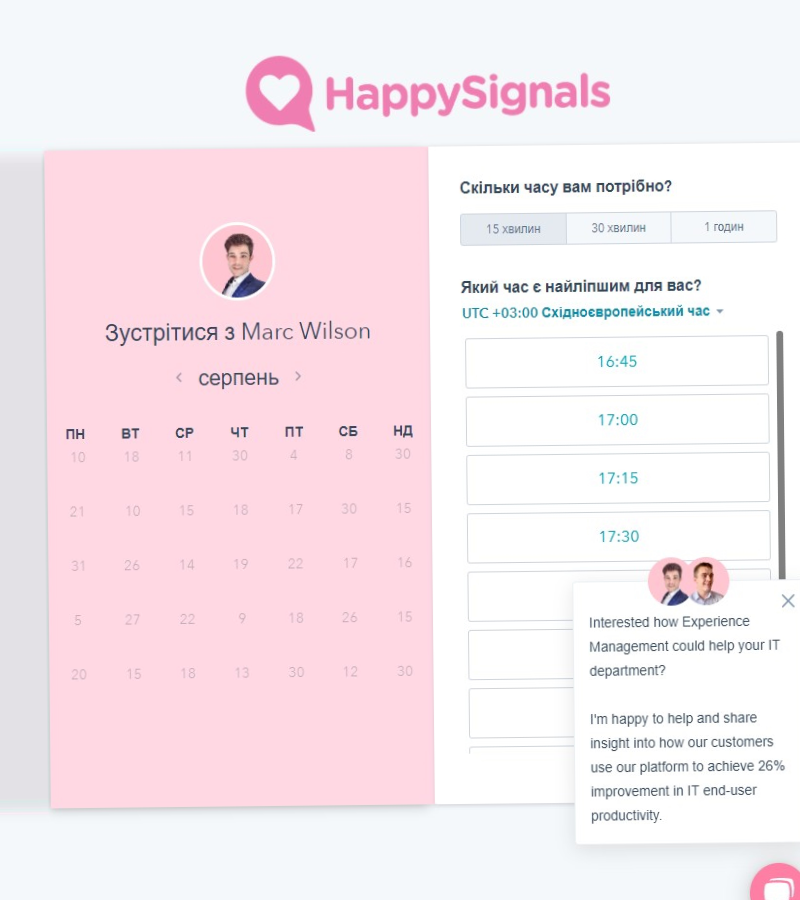 HappySignals
Зустрітися з Marc Wilson
серпень
ПН ВТ СР ЧТ ПТ СБ НД
10 18 11 30 4 8 30
21 10 15 18 17 30 15
31 26 14 19 22 17 16
5 27 22 9 18 26 15
20 15 18 13 30 12 30
Скільки часу вам потрібно?
15 хвилин 30 хвилин 1 годин
Який час є найліпшим для вас?
UTC +03:00 Східноєвропейський час
16:45
17:00
17:15
17:30
Interested how Experience
Management could help your IT
department?
I'm happy to help and share
insight into how our customers
use our platform to achieve 26%
improvement in IT end-user
productivity.